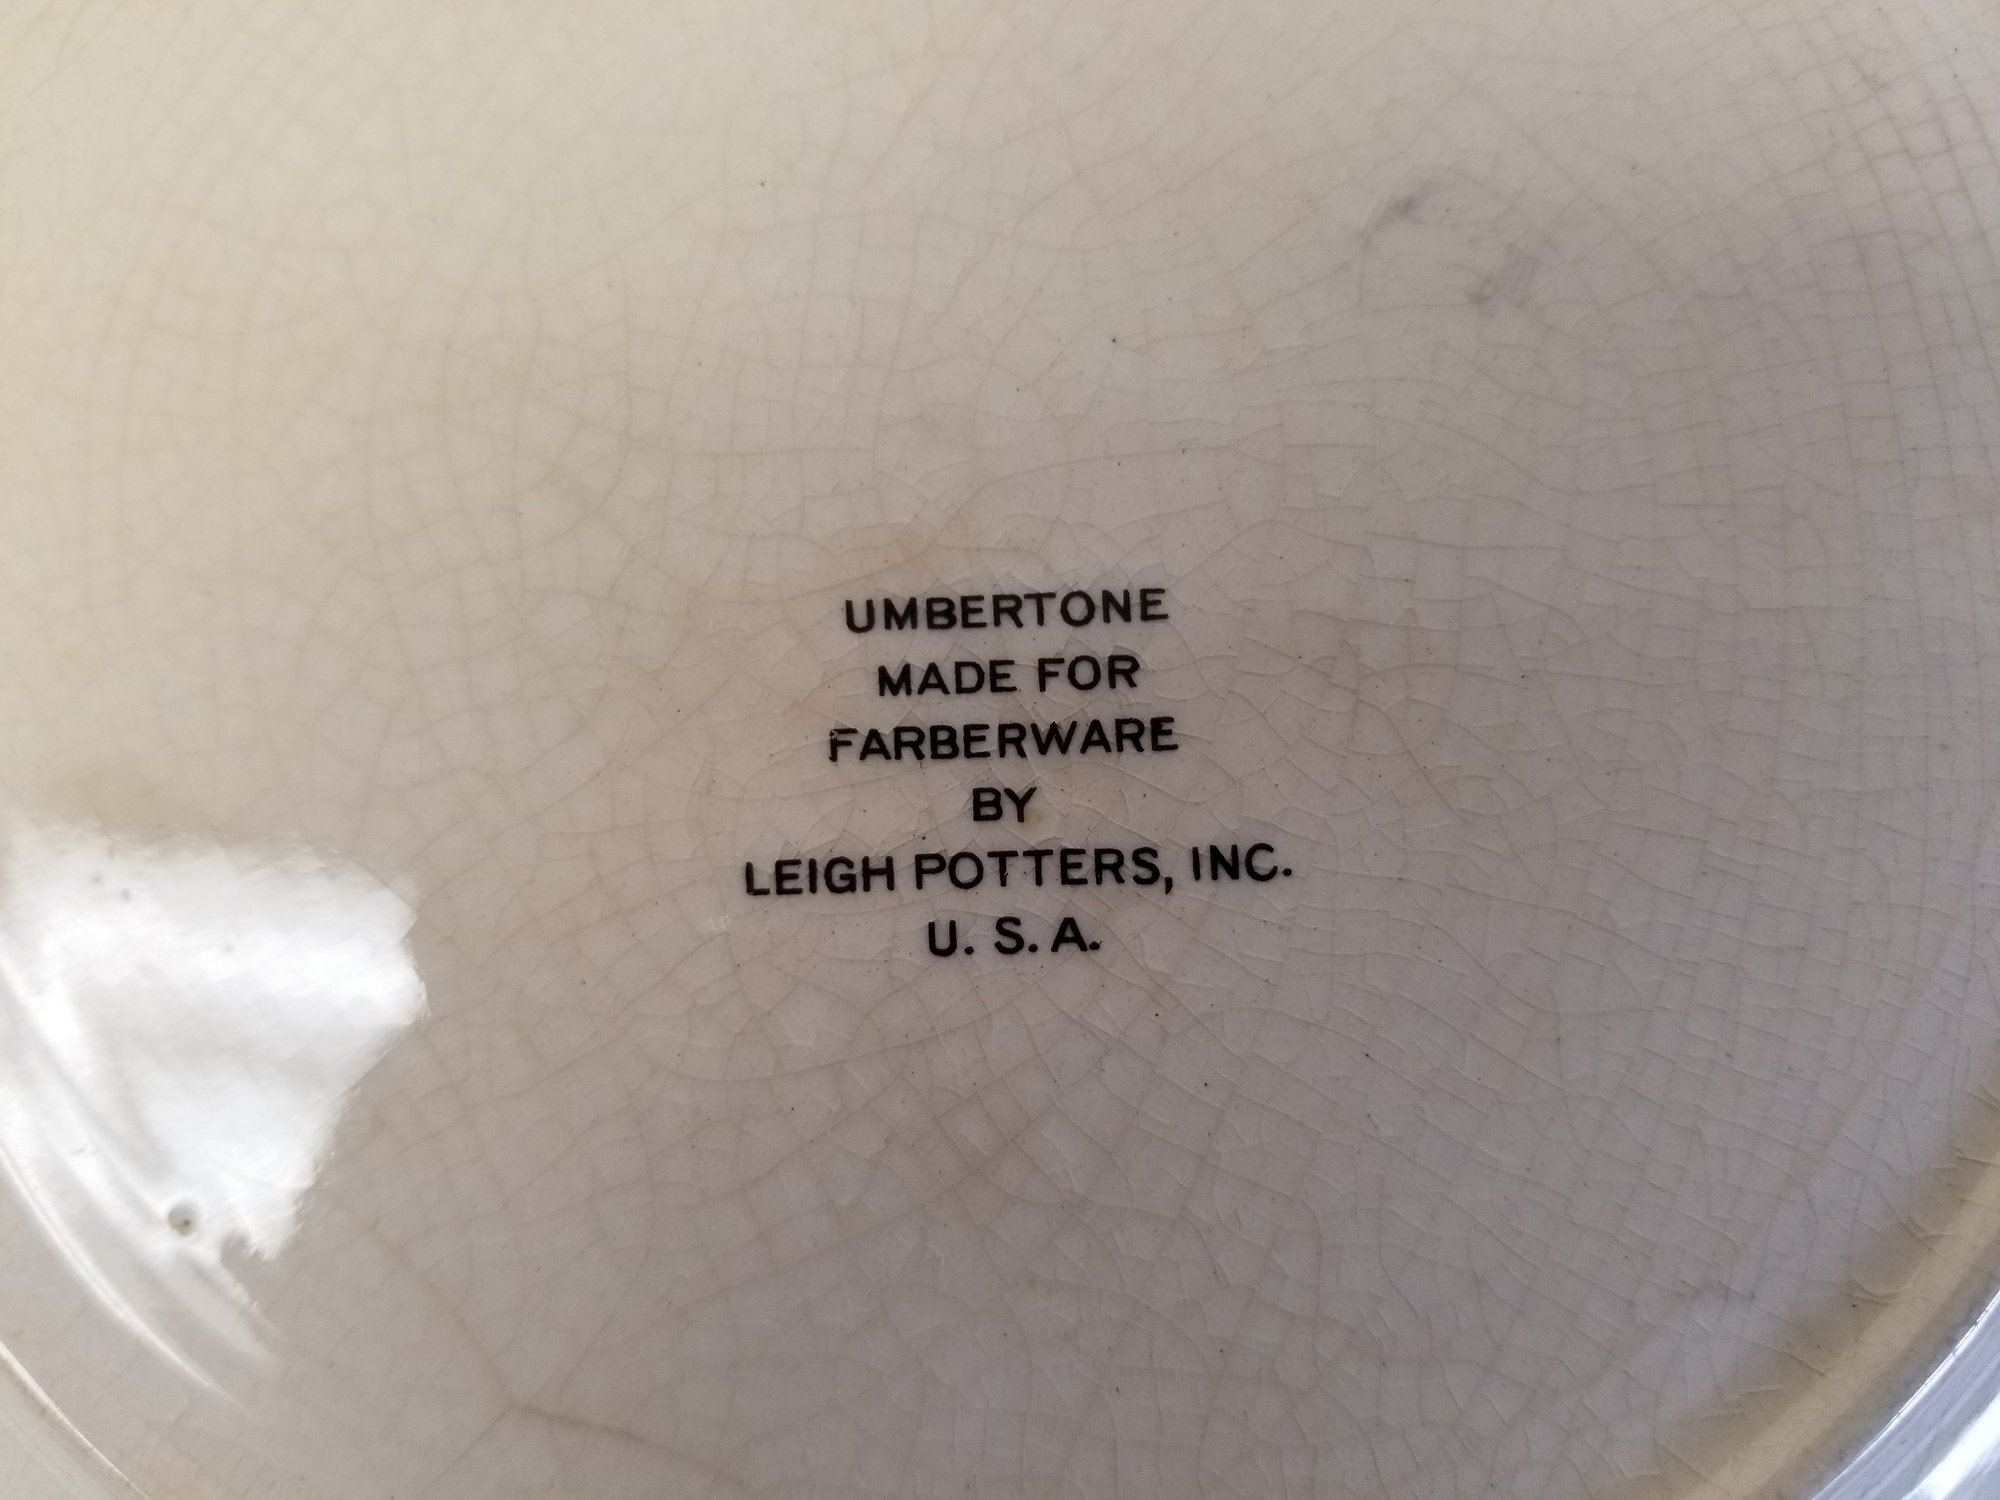 UMBERTONE
MADE FOR
FARBERWARE
BY
LEIGH POTTERS, INC.
U. S. A.